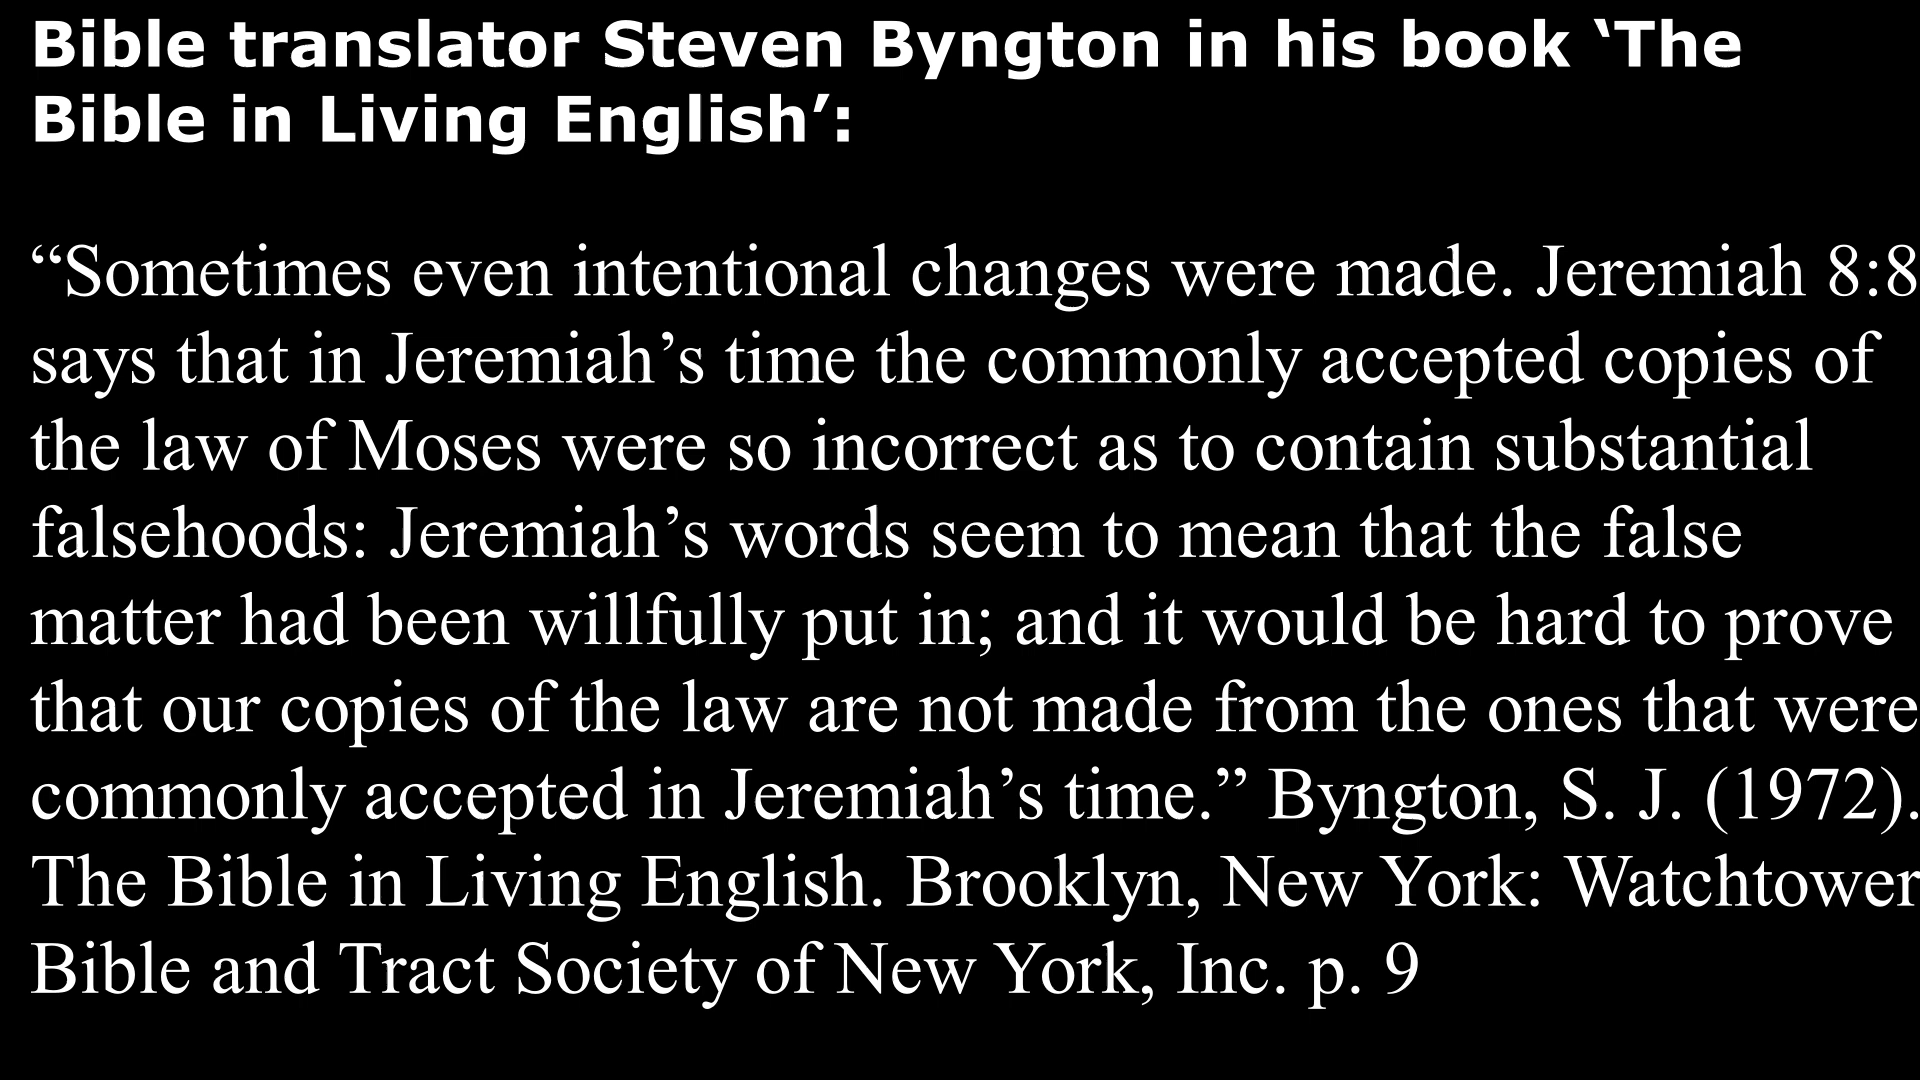 Bible translator Steven Byngton in his book ‘The
Bible in Living English’:
“Sometimes even intentional changes were made. Jeremiah 8:8
says that in Jeremiah’s time the commonly accepted copies of
the law of Moses were so incorrect as to contain substantial
falsehoods: Jeremiah’s words seem to mean that the false
matter had been willfully put in; and it would be hard to prove
that our copies of the law are not made from the ones that were
commonly accepted in Jeremiah’s time.” Byngton, S. J. (1972).
The Bible in Living English. Brooklyn, New York: Watchtower
Bible and Tract Society of New York, Inc. p. 9